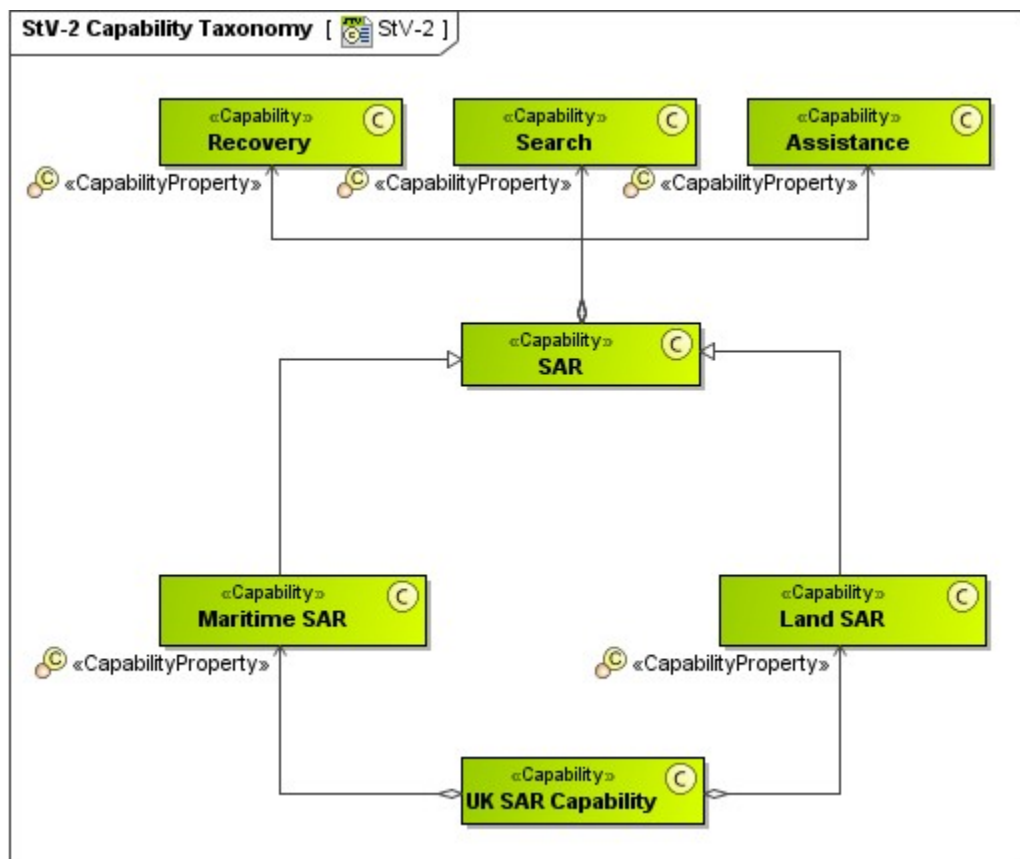 StV-2 Capability Taxonomy [ StV-2 ]
«Capability» C
Recovery
«Capability» C
Search
«Capability» C
Assistance
C «CapabilityProperty»
C «CapabilityProperty»
C «CapabilityProperty»
«Capability» C
SAR
«Capability» C
Maritime SAR
«Capability» C
Land SAR
C «CapabilityProperty»
C «CapabilityProperty»
«Capability» C
UK SAR Capability